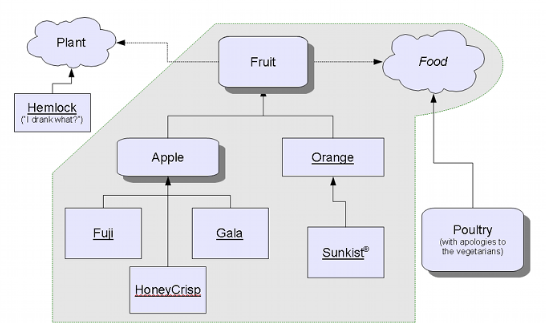 Plant
Fruit
Food
Hemlock
("I drank what?")
Apple
Orange
Fuji
Gala
Sunkist®
HoneyCrisp
Poultry
(with apologies to
the vegetarians)